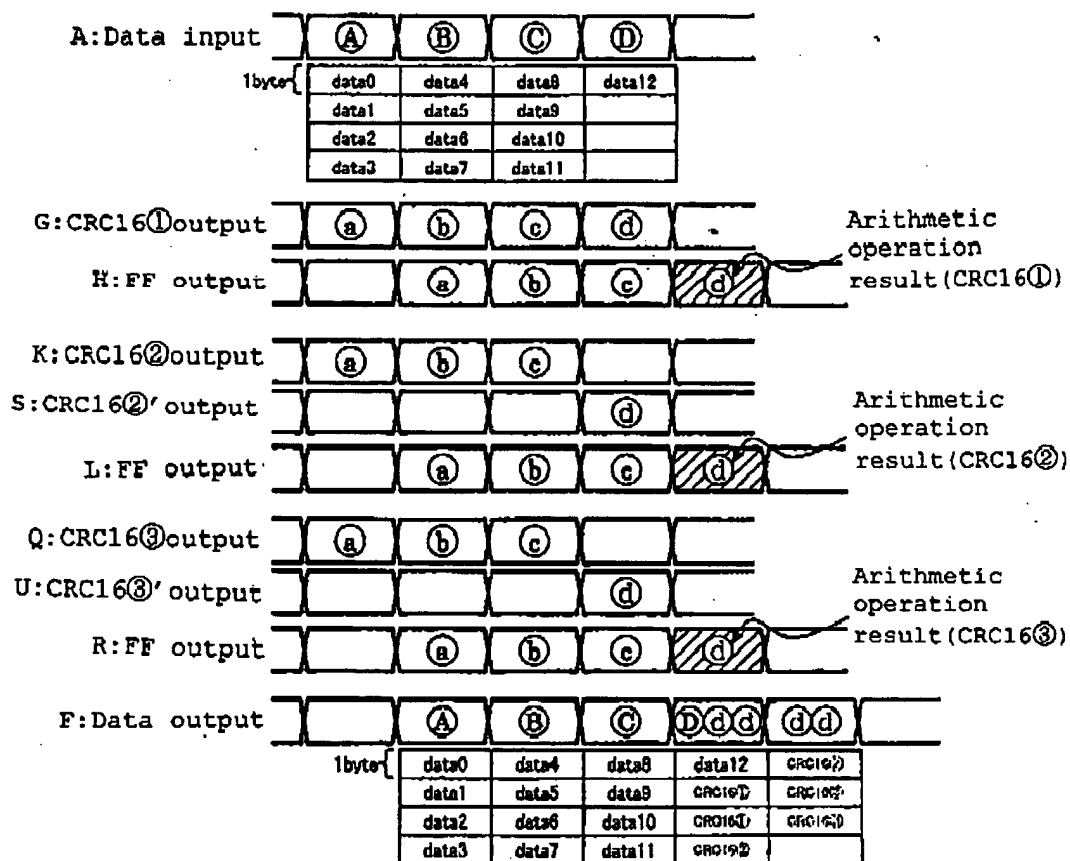 A:Data input Ⓐ Ⓑ Ⓒ Ⓓ
1byte data0 data4 data8 data12
data1 data5 data9
data2 data6 data10
data3 data7 data11
G:CRC16①output ⓐ ⓑ ⓒ ⓓ
Arithmetic
operation
result(CRC16①)
H:FF output ⓐ ⓑ ⓒ ⓓ
K:CRC16②output ⓐ ⓑ ⓒ
S:CRC16②'output ⓓ
Arithmetic
operation
result(CRC16②)
L:FF output ⓐ ⓑ ⓒ ⓓ
Q:CRC16③output ⓐ ⓑ ⓒ
U:CRC16③'output ⓓ
Arithmetic
operation
result(CRC16③)
R:FF output ⓐ ⓑ ⓒ ⓓ
F:Data output Ⓐ Ⓑ Ⓒ Ⓓⓓⓓ ⓓⓓ
1byte data0 data4 data8 data12
data1 data5 data9 CRC16①
data2 data6 data10 CRC16①
data3 data7 data11 CRC16②